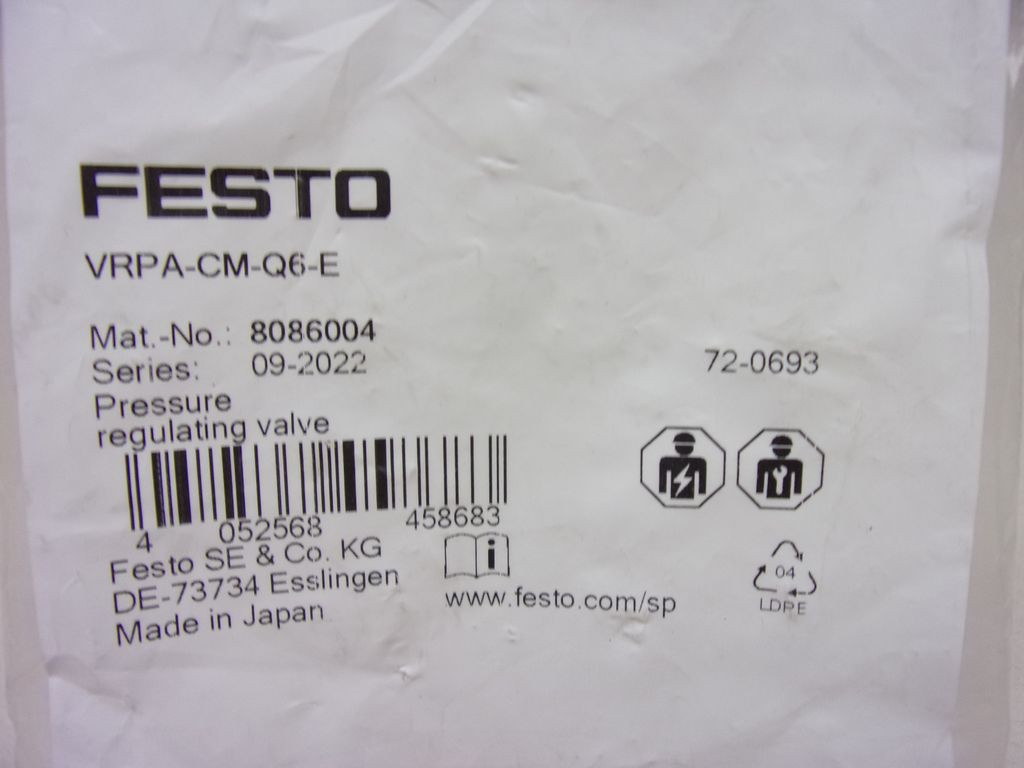 FESTO
VRPA-CM-Q6-E
Mat.-No.: 8086004
Series: 09-2022
72-0693
Pressure
regulating valve
4 052568 458683
Festo SE & Co. KG
DE-73734 Esslingen
Made in Japan
i
www.festo.com/sp
04
LDPE